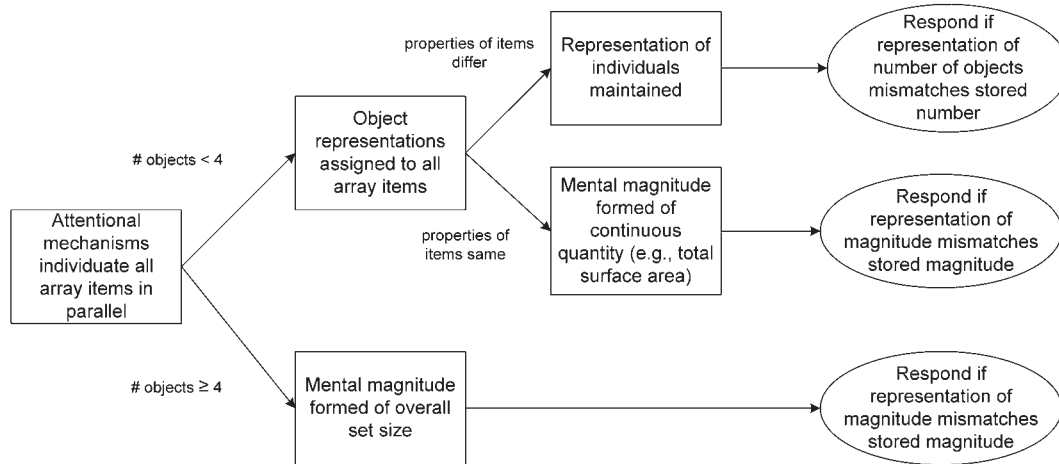 properties of items
differ
Representation of
individuals
maintained
Respond if
representation of
number of objects
mismatches stored
number
# objects < 4
Object
representations
assigned to all
array items
Attentional
mechanisms
individuate all
array items in
parallel
properties of
items same
Mental magnitude
formed of
continuous
quantity (e.g., total
surface area)
Respond if
representation of
magnitude mismatches
stored magnitude
# objects ≥ 4
Mental magnitude
formed of overall
set size
Respond if
representation of
magnitude mismatches
stored magnitude